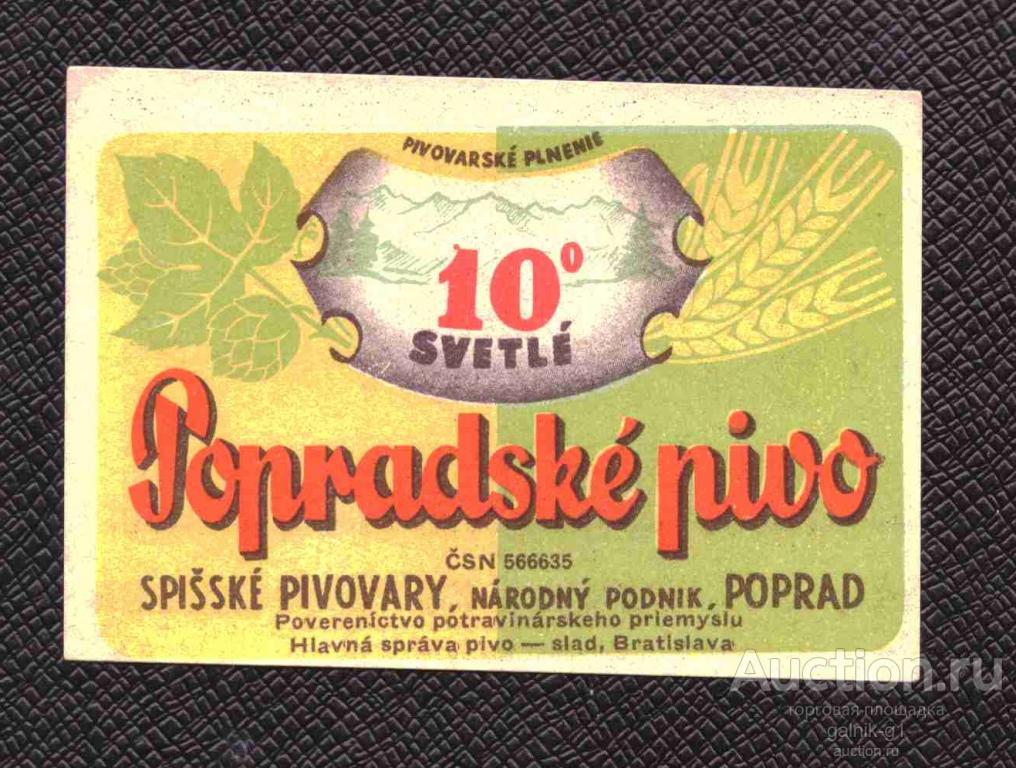 PIVOVARSKÉ PLNENIE
10°
SVETLÉ
Popradské pivo
ČSN 566635
SPIŠSKÉ PIVOVARY, NÁRODNÝ PODNIK, POPRAD
Povereníctvo potravinárskeho priemyslu
Hlavná správa pivo — slad, Bratislava
Auction.ru
торговая площадка
galnik-g1
auction.ru